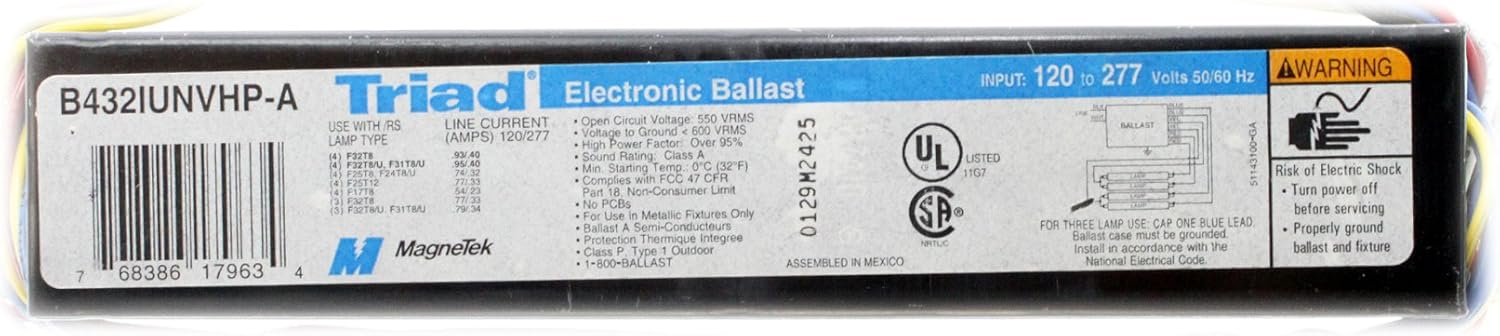 B432IUNVHP-A
7 68386 17963 4
Triad®
Electronic Ballast
INPUT: 120 to 277 Volts 50/60 Hz
USE WITH /RS LINE CURRENT
LAMP TYPE (AMPS) 120/277
(4) F32T8 .93/.40
(4) F32T8/U, F31T8/U .95/.40
(4) F25T8, F24T8/U .74/.32
(4) F25T12 .77/.33
(4) F17T8 .54/.23
(3) F32T8 .77/.33
(3) F32T8/U, F31T8/U .79/.34
MagneTek
• Open Circuit Voltage: 550 VRMS
• Voltage to Ground < 600 VRMS
• High Power Factor: Over 95%
• Sound Rating: Class A
• Min. Starting Temp.: 0°C (32°F)
• Complies with FCC 47 CFR
Part 18, Non-Consumer Limit
• No PCBs
• For Use In Metallic Fixtures Only
• Ballast A Semi-Conducteurs
• Protection Thermique Integree
• Class P, Type 1 Outdoor
• 1-800-BALLAST
0129M2425
ASSEMBLED IN MEXICO
UL
LISTED
11G7
SA
NRTL/C
BALLAST
LAMP
LAMP
LAMP
LAMP
51143100-GA
FOR THREE LAMP USE: CAP ONE BLUE LEAD.
Ballast case must be grounded.
Install in accordance with the
National Electrical Code.
WARNING
Risk of Electric Shock
• Turn power off
before servicing
• Properly ground
ballast and fixture